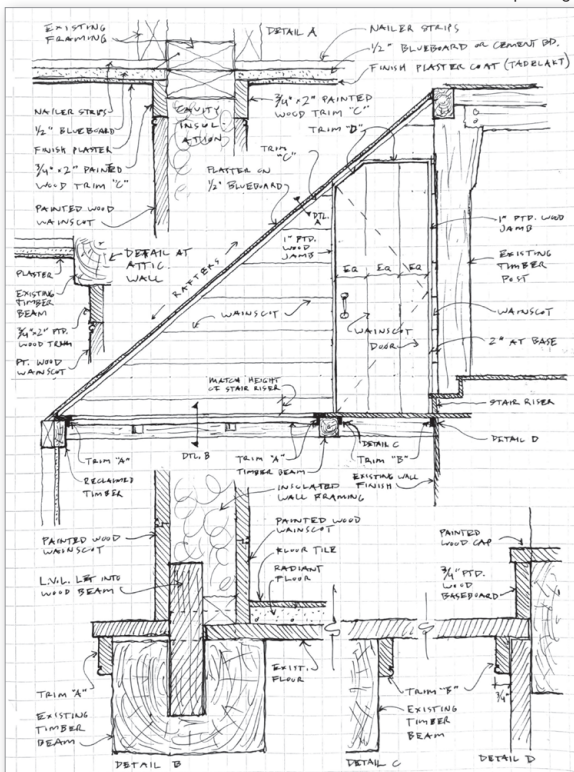 EXISTING
FRAMING
DETAIL A
NAILER STRIPS
1/2" BLUEBOARD OR CEMENT BD.
FINISH PLASTER COAT (TADELAKT)
NAILER STRIPS
1/2" BLUEBOARD
FINISH PLASTER
3/4" x 2" PAINTED
WOOD TRIM "C"
PAINTED WOOD
WAINSCOT
CAVITY
INSUL
ATION
3/4" x 2" PAINTED
WOOD TRIM "C"
TRIM "D"
TRIM
"C"
PLATTER ON
1/2" BLUEBOARD
DTL.
A
1" PTD.
WOOD
JAMB
EQ EQ EQ
1" PTD. WOOD
JAMB
EXISTING
TIMBER
POST
PLASTER
DETAIL AT
ATTIC
WALL
EXISTING
TIMBER
BEAM
3/4" x 2" PTD.
WOOD TRIM
PT. WOOD
WAINSCOT
RAFTERS
WAINSCOT
WAINSCOT
DOOR
WAINSCOT
2" AT BASE
MATCH HEIGHT
OF STAIR RISER
STAIR RISER
TRIM "A"
RECLAIMED
TIMBER
DTL. B
TRIM "A"
TIMBER BEAM
DETAIL C
TRIM "B"
EXISTING WALL
FINISH
DETAIL D
INSULATED
WALL FRAMING
PAINTED WOOD
WAINSCOT
L.V.L. LET INTO
WOOD BEAM
PAINTED WOOD
WAINSCOT
FLOOR TILE
RADIANT
FLOOR
PAINTED
WOOD CAP
3/4" PTD.
WOOD
BASEBOARD
TRIM "A"
EXISTING
TIMBER
BEAM
EXIST.
FLOOR
TRIM "B"
EXISTING
TIMBER
BEAM
3/4"
DETAIL B
DETAIL C
DETAIL D